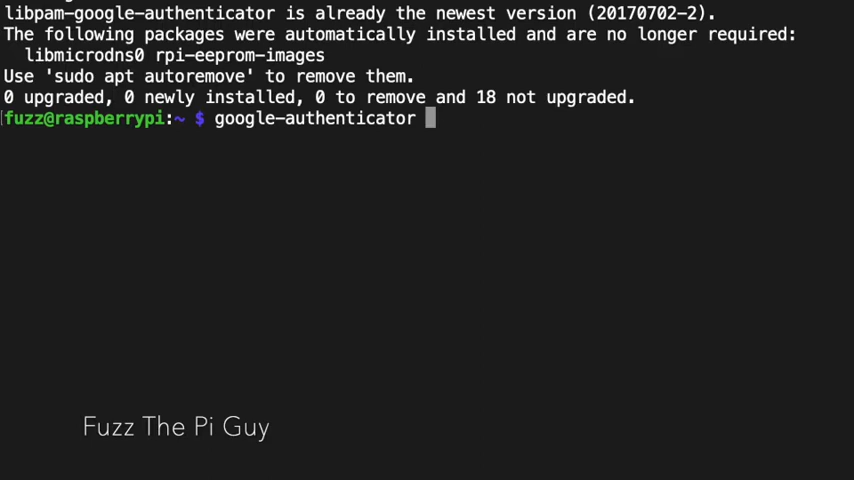 libpam-google-authenticator is already the newest version (20170702-2).
The following packages were automatically installed and are no longer required:
  libmicrodns0 rpi-eeprom-images
Use 'sudo apt autoremove' to remove them.
0 upgraded, 0 newly installed, 0 to remove and 18 not upgraded.
fuzz@raspberrypi:~ $ google-authenticator
Fuzz The Pi Guy